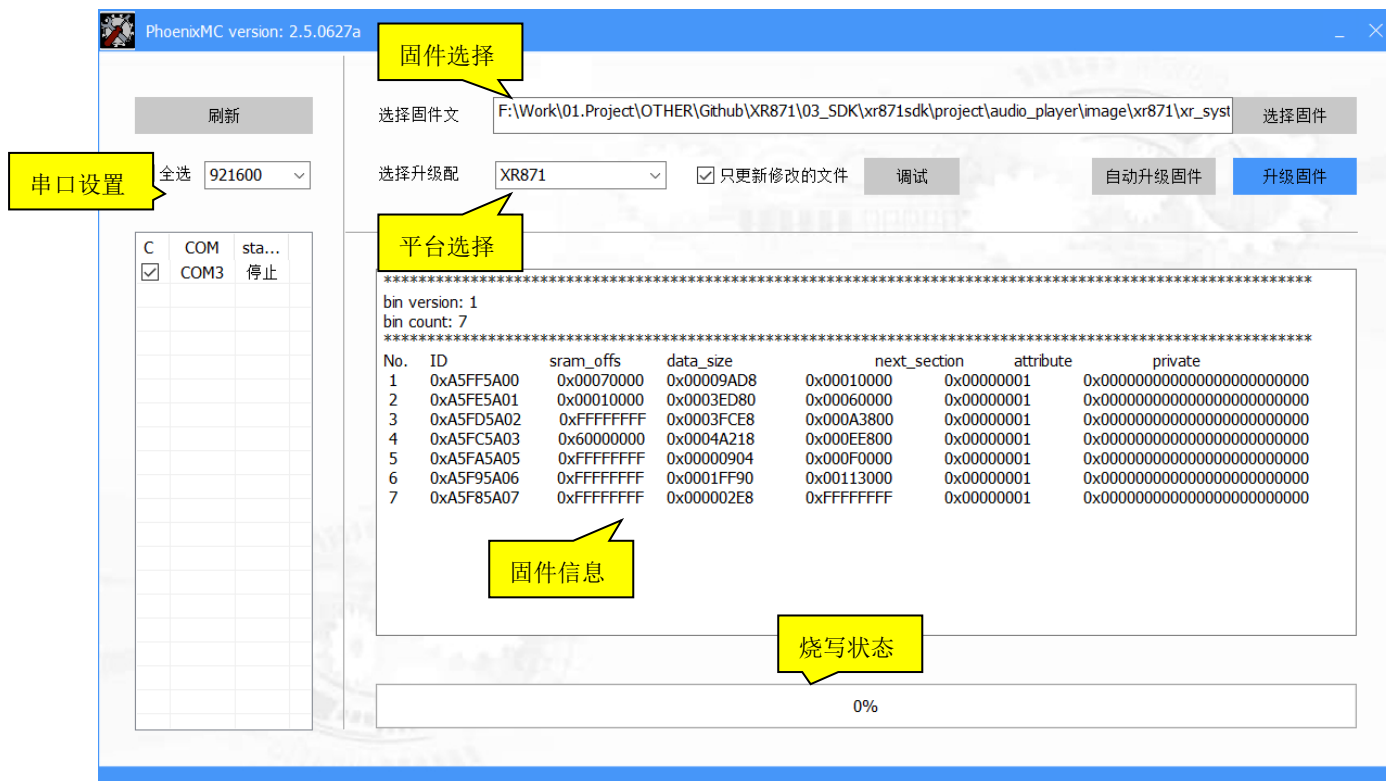 PhoenixMC version: 2.5.0627a
固件选择
刷新
选择固件文 F:\Work\01.Project\OTHER\Github\XR871\03_SDK\xr871sdk\project\audio_player\image\xr871\xr_syst 选择固件
串口设置
全选 921600
选择升级配 XR871 只更新修改的文件 调试 自动升级固件 升级固件
平台选择
C COM sta...
COM3 停止
****************************************************************************************************************
bin version: 1
bin count: 7
****************************************************************************************************************
No. ID sram_offs data_size next_section attribute private
1 0xA5FF5A00 0x00070000 0x00009AD8 0x00010000 0x00000001 0x000000000000000000000000
2 0xA5FE5A01 0x00010000 0x0003ED80 0x00060000 0x00000001 0x000000000000000000000000
3 0xA5FD5A02 0xFFFFFFFF 0x0003FCE8 0x000A3800 0x00000001 0x000000000000000000000000
4 0xA5FC5A03 0x60000000 0x0004A218 0x000EE800 0x00000001 0x000000000000000000000000
5 0xA5FA5A05 0xFFFFFFFF 0x00000904 0x000F0000 0x00000001 0x000000000000000000000000
6 0xA5F95A06 0xFFFFFFFF 0x0001FF90 0x00113000 0x00000001 0x000000000000000000000000
7 0xA5F85A07 0xFFFFFFFF 0x000002E8 0xFFFFFFFF 0x00000001 0x000000000000000000000000
固件信息
烧写状态
0%